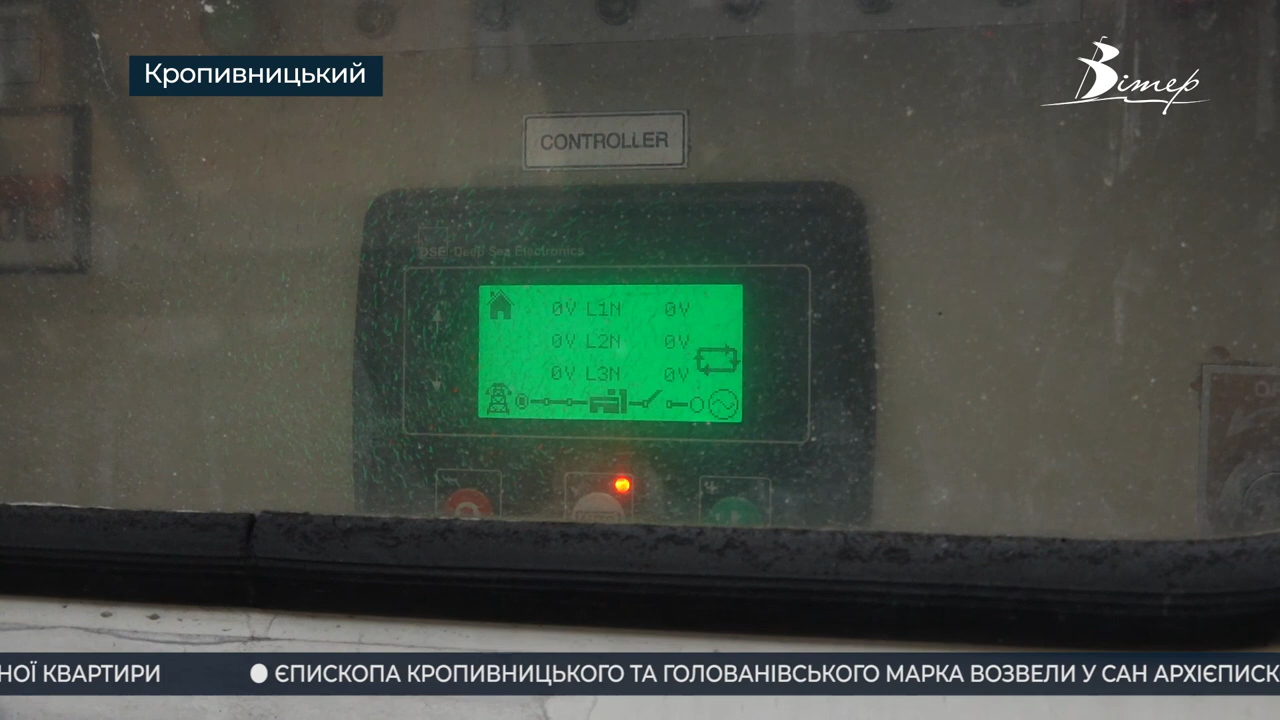 Кропивницький
Вітер
CONTROLLER
DSE Deep Sea Electronics
0V L1N 0V
0V L2N 0V
0V L3N 0V
НОЇ КВАРТИРИ ● ЄПИСКОПА КРОПИВНИЦЬКОГО ТА ГОЛОВАНІВСЬКОГО МАРКА ВОЗВЕЛИ У САН АРХІЄПИСК